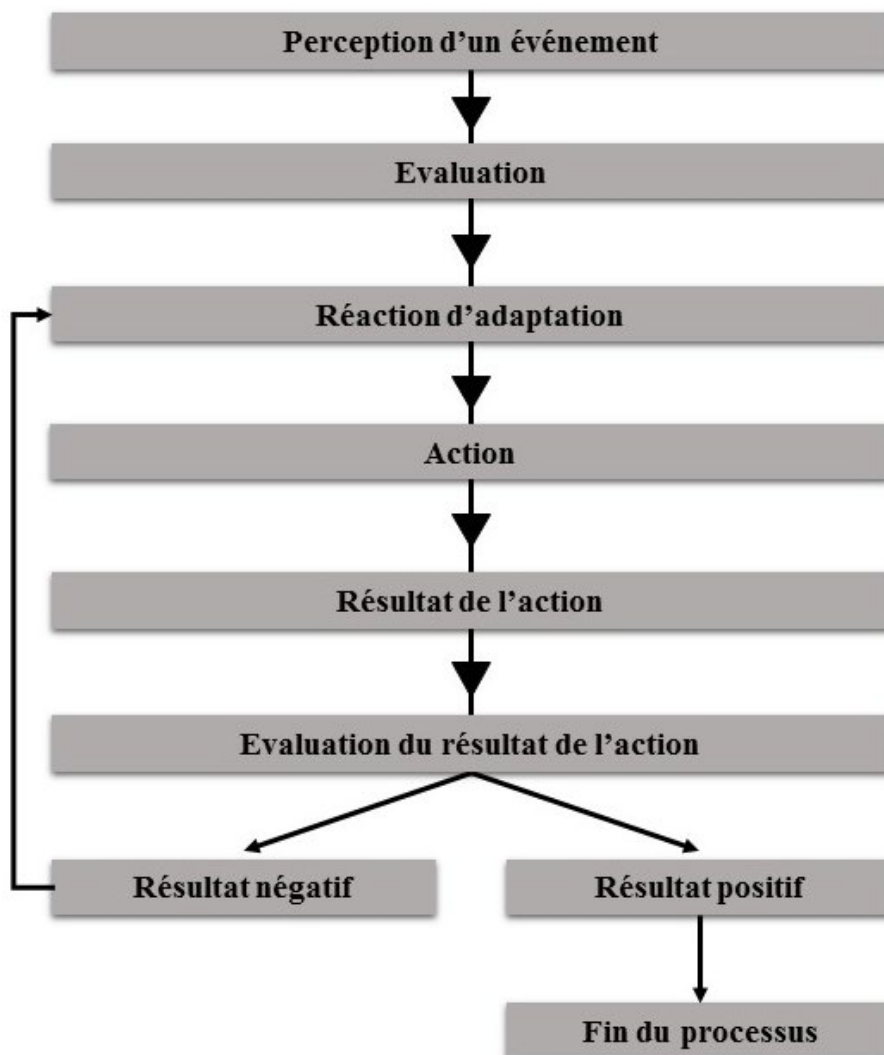 Perception d’un événement
Evaluation
Réaction d’adaptation
Action
Résultat de l’action
Evaluation du résultat de l’action
Résultat négatif
Résultat positif
Fin du processus